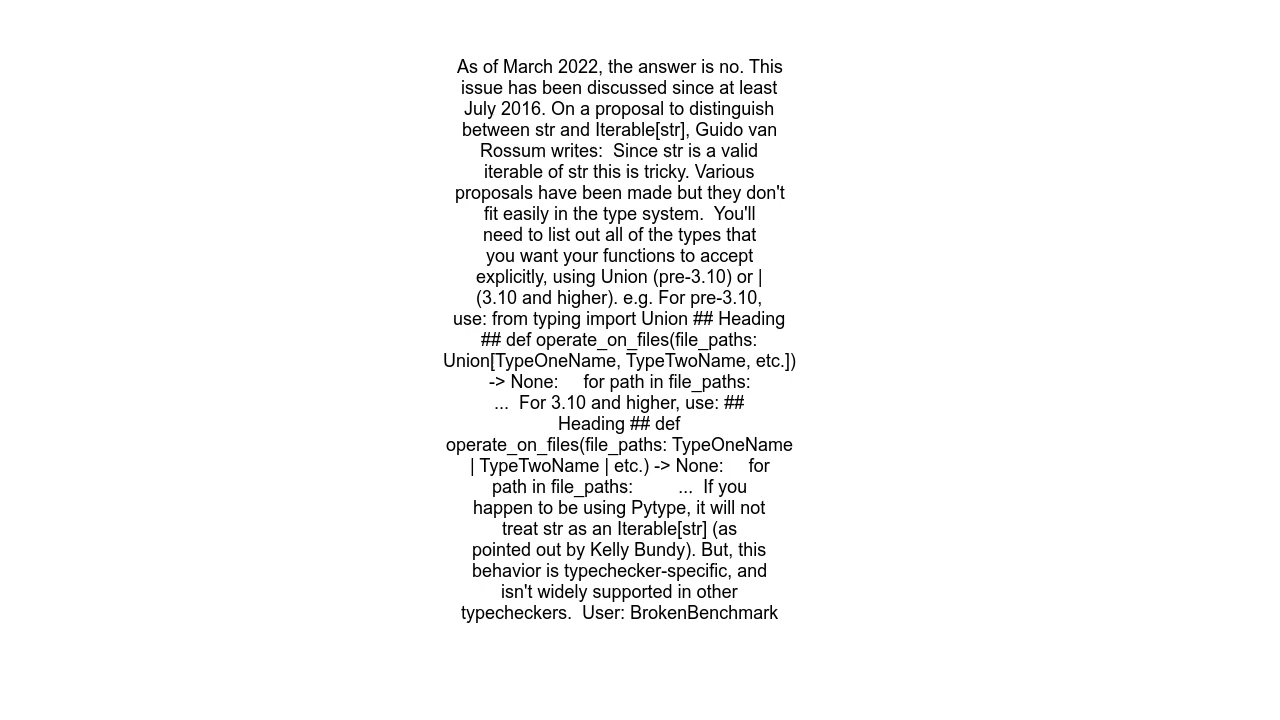 As of March 2022, the answer is no. This
issue has been discussed since at least
July 2016. On a proposal to distinguish
between str and Iterable[str], Guido van
Rossum writes:  Since str is a valid
iterable of str this is tricky. Various
proposals have been made but they don't
fit easily in the type system.  You'll
need to list out all of the types that
you want your functions to accept
explicitly, using Union (pre-3.10) or |
(3.10 and higher). e.g. For pre-3.10,
use: from typing import Union ## Heading
## def operate_on_files(file_paths:
Union[TypeOneName, TypeTwoName, etc.])
-> None:     for path in file_paths:
...  For 3.10 and higher, use: ##
Heading ## def
operate_on_files(file_paths: TypeOneName
| TypeTwoName | etc.) -> None:     for
path in file_paths:         ...  If you
happen to be using Pytype, it will not
treat str as an Iterable[str] (as
pointed out by Kelly Bundy). But, this
behavior is typechecker-specific, and
isn't widely supported in other
typecheckers.  User: BrokenBenchmark